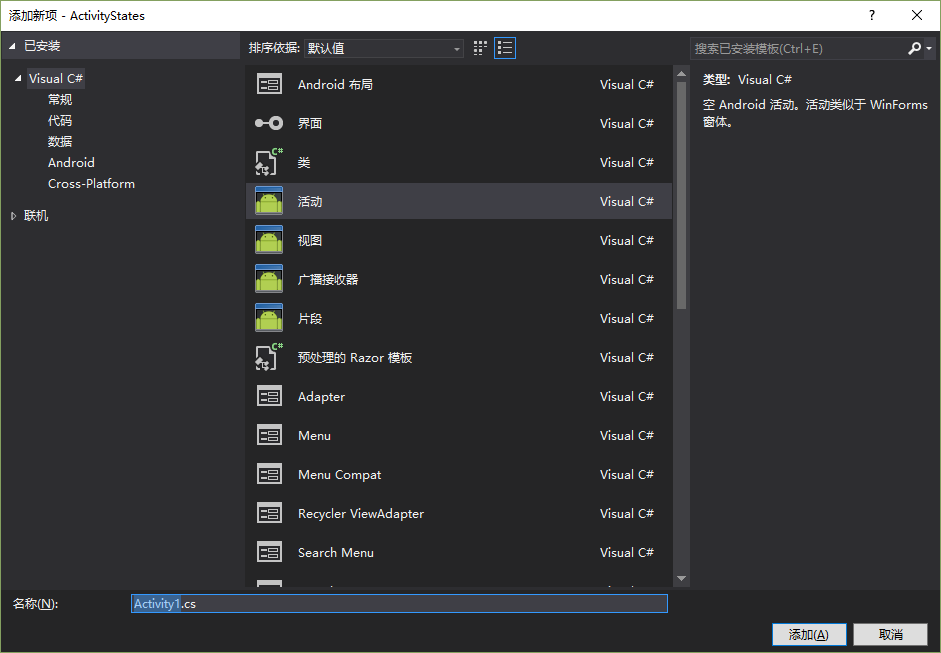 添加新项 - ActivityStates
?
已安装
Visual C#
常规
代码
数据
Android
Cross-Platform
联机
排序依据: 默认值
Android 布局 Visual C#
界面 Visual C#
C#
类 Visual C#
活动 Visual C#
视图 Visual C#
广播接收器 Visual C#
片段 Visual C#
C#
预处理的 Razor 模板 Visual C#
Adapter Visual C#
Menu Visual C#
Menu Compat Visual C#
Recycler ViewAdapter Visual C#
Search Menu Visual C#
搜索已安装模板(Ctrl+E)
类型: Visual C#
空 Android 活动。活动类似于 WinForms
窗体。
名称(N): Activity1.cs
添加(A) 取消